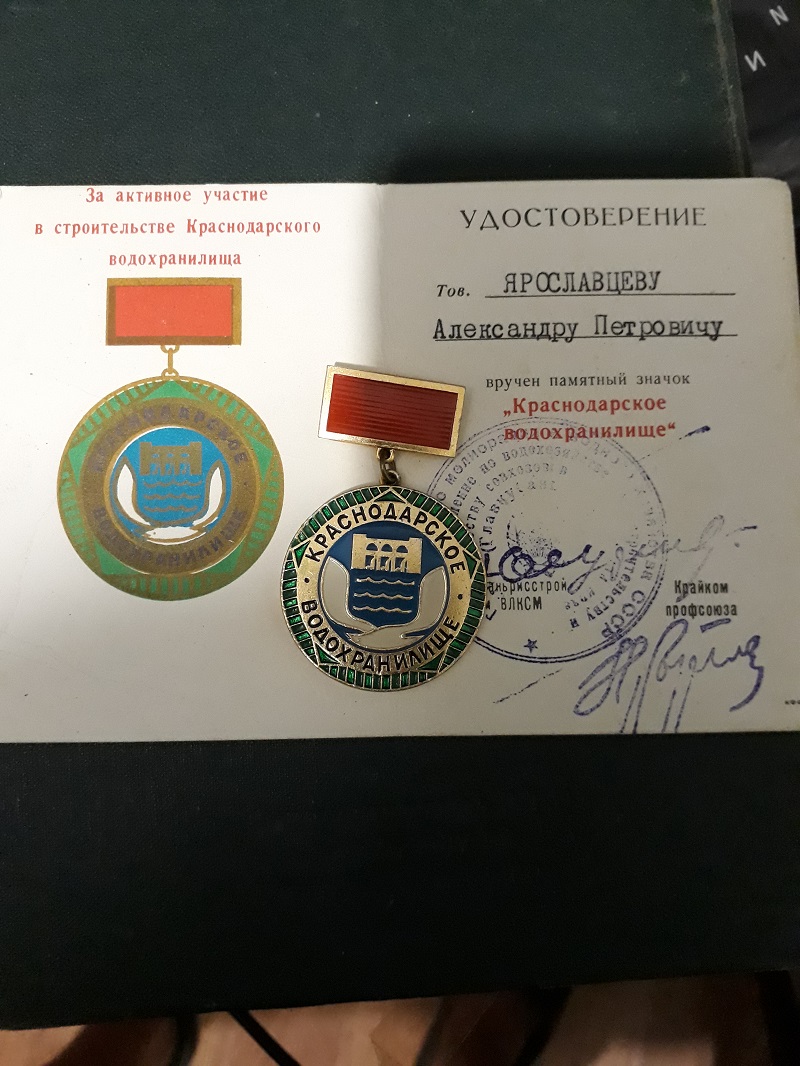 За активное участие
в строительстве Краснодарского
водохранилища
КРАСНОДАРСКОЕ
ВОДОХРАНИЛИЩЕ
УДОСТОВЕРЕНИЕ
Тов. ЯРОСЛАВЦЕВУ
Александру Петровичу
вручен памятный значок
„Краснодарское
водохранилище“
КРАСНОДАРСКОЕ
ВОДОХРАНИЛИЩЕ
ВЛКСМ
Крайком
профсоюза
СССР
N
И